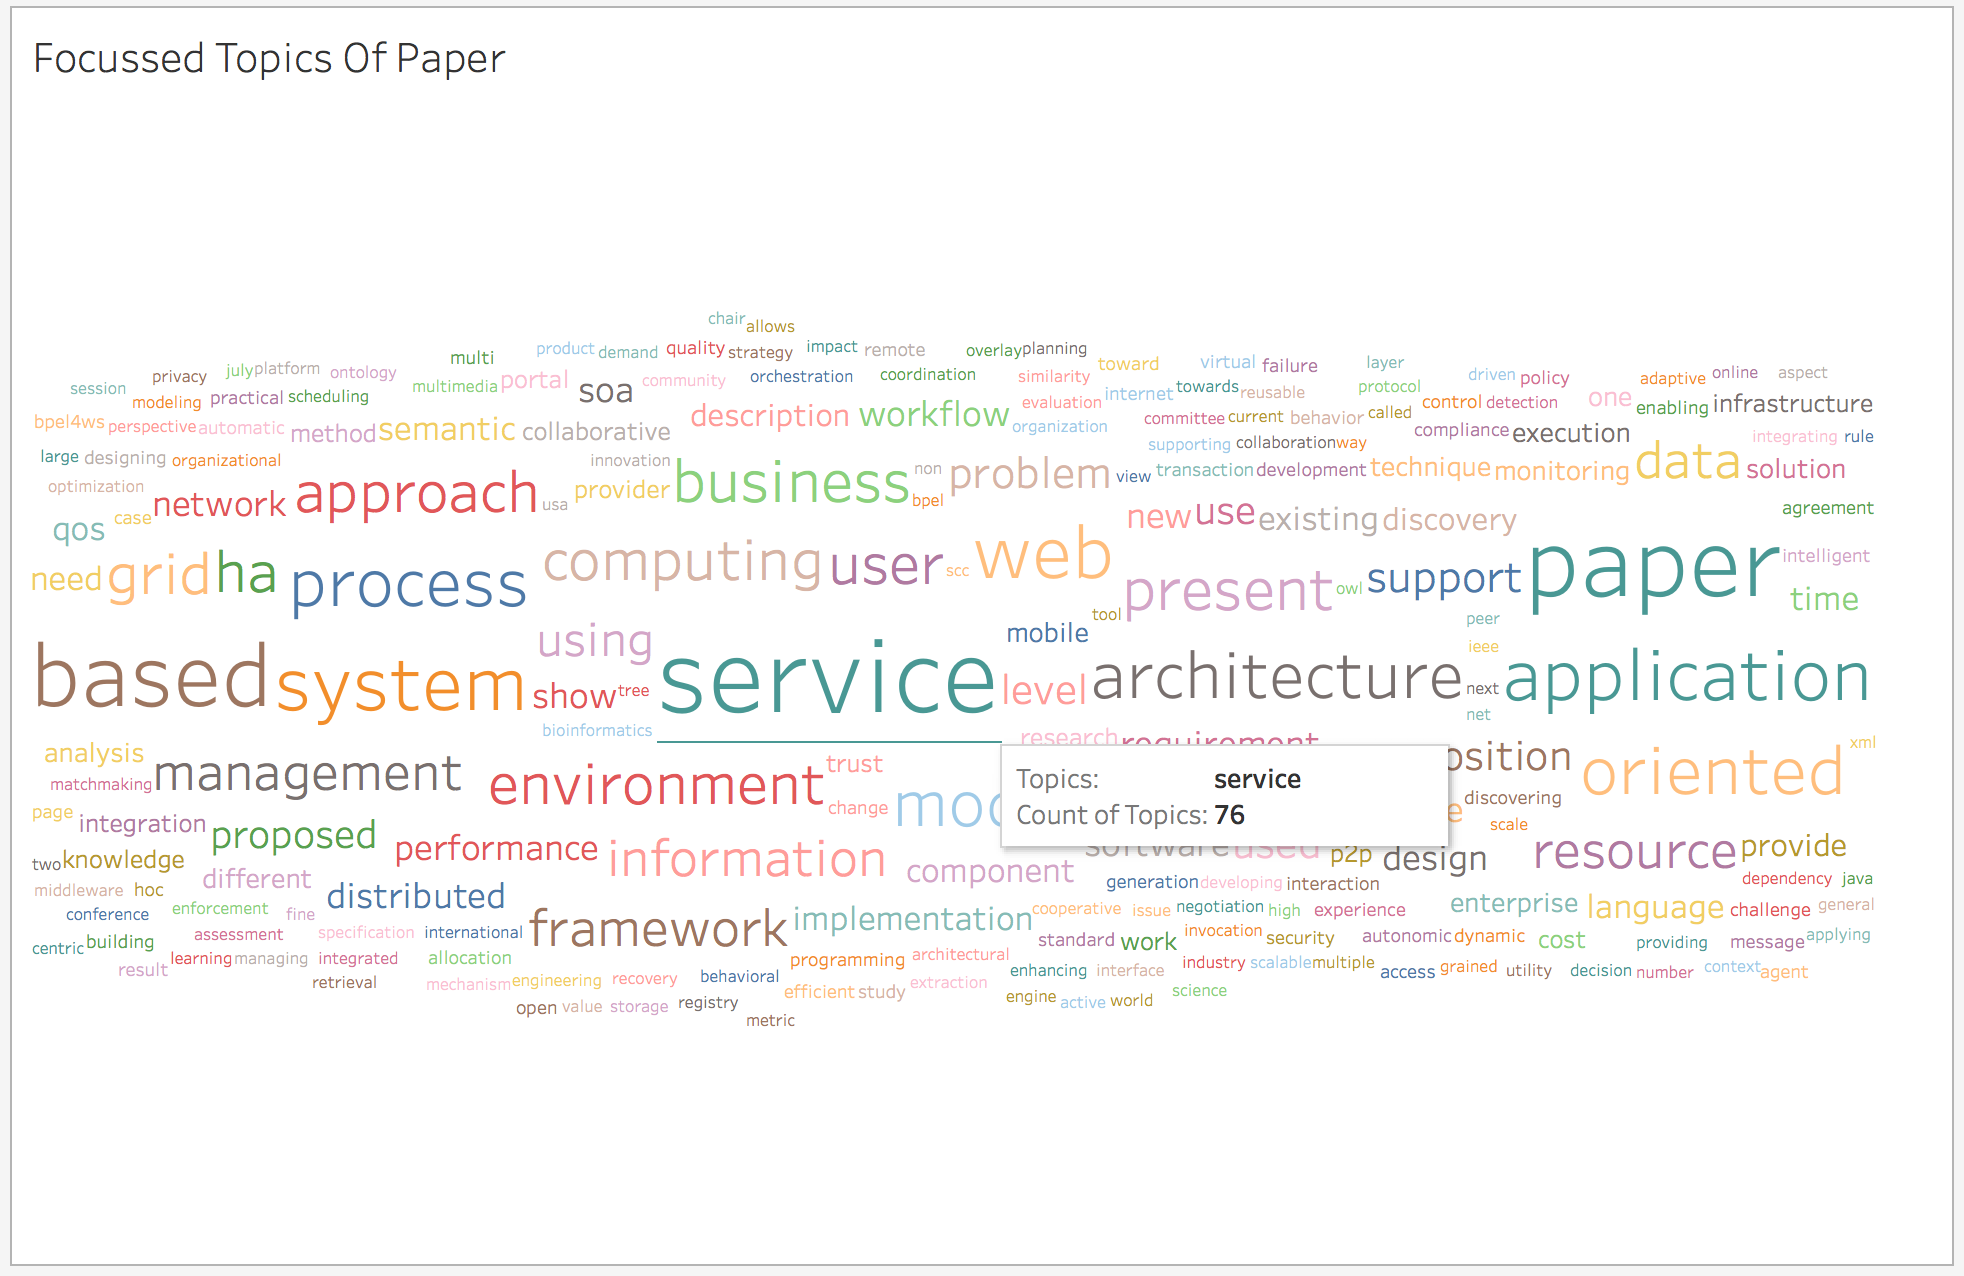 Focussed Topics Of Paper
chair
allows
multi product demand quality strategy impact remote overlay planning
toward virtual failure layer
session privacy july platform ontology
multimedia portal soa community orchestration coordination similarity internet towards reusable protocol driven policy adaptive online aspect
modeling practical scheduling
description workflow evaluation committee current behavior called control detection one enabling infrastructure
bpel4ws perspective automatic method semantic collaborative organization supporting collaboration way compliance execution integrating rule
large designing organizational innovation
business non problem view transaction development technique monitoring data solution
optimization network approach usa provider bpel
case new use existing discovery agreement
qos
need grid ha process computing user scc web present owl support paper intelligent
time
tool
using mobile peer
ieee
based system show tree service level architecture next application
net
bioinformatics research
analysis management osition oriented xml
matchmaking environment trust
Topics: service
Count of Topics: 76
page integration proposed change discovering
scale
two knowledge performance information p2p design resource provide
middleware hoc different distributed component generation developing interaction dependency java
conference enforcement fine framework implementation cooperative issue negotiation high experience enterprise language challenge general
centric building assessment specification international standard work invocation security autonomic dynamic cost providing message applying
result learning managing integrated allocation programming architectural enhancing interface industry scalable multiple access grained utility decision number context agent
retrieval mechanism engineering recovery behavioral efficient study extraction engine active world science
open value storage registry
metric